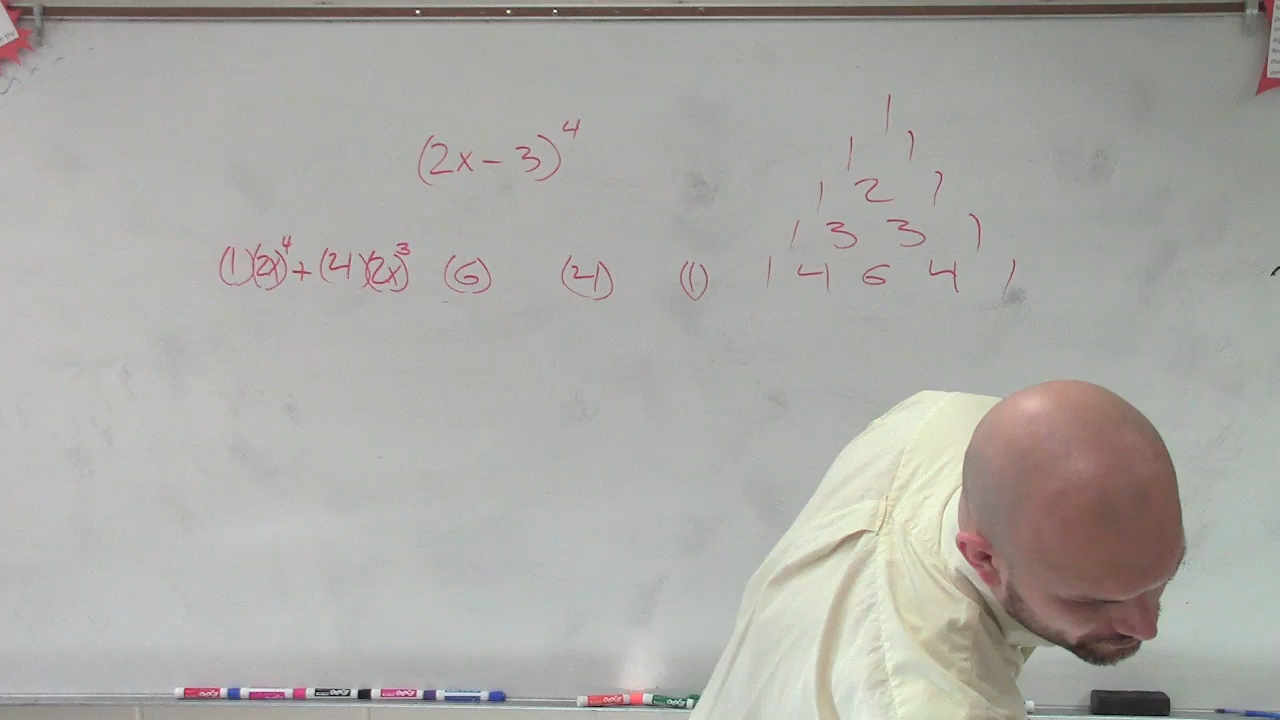 (2x - 3)^4
1
1 1
1 2 1
1 3 3 1
(1)(2x)^4 + (4)(2x)^3 (6) (4) (1)
1 4 6 4 1